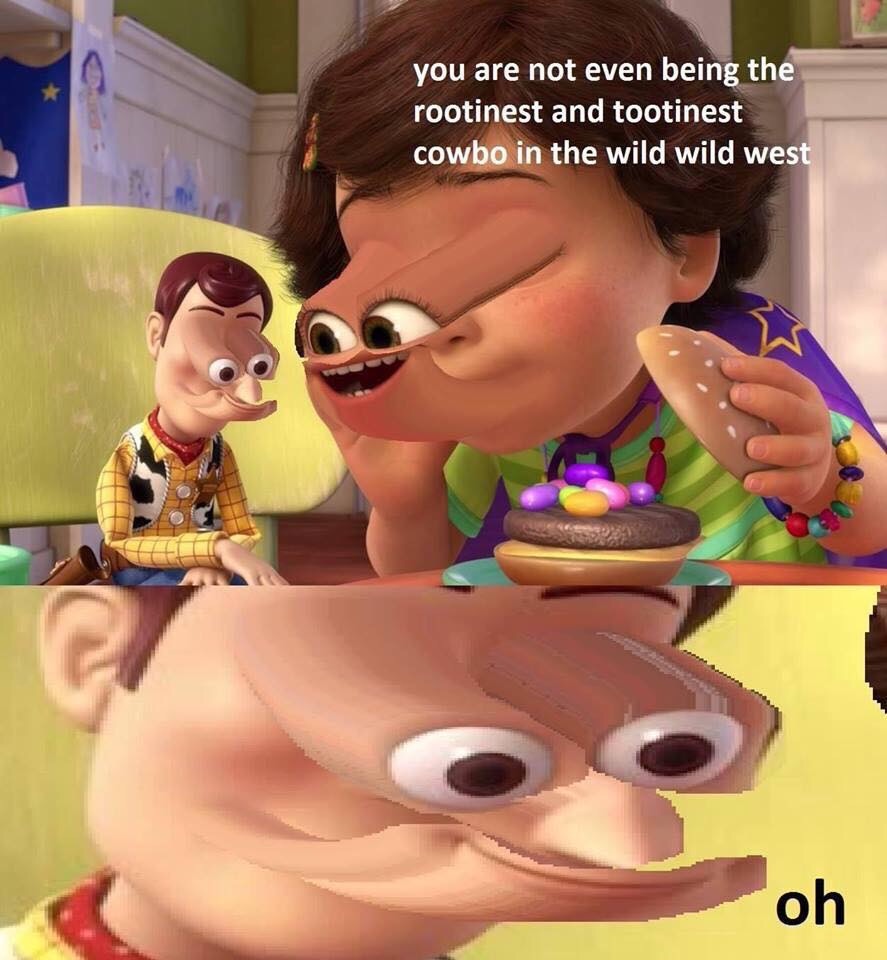 you are not even being the
rootinest and tootinest
cowbo in the wild wild west
oh